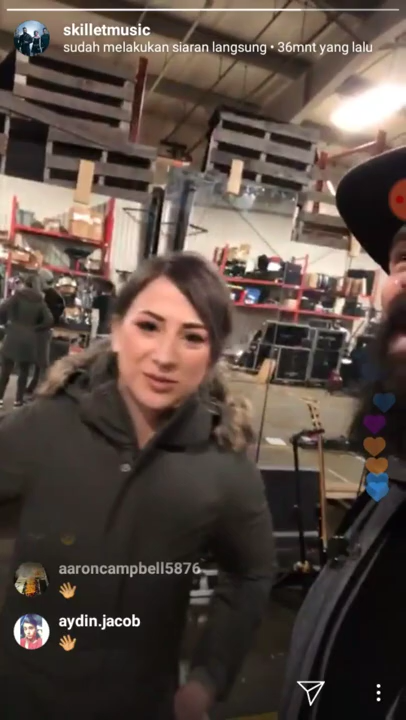 skilletmusic
sudah melakukan siaran langsung • 36mnt yang lalu
aaroncampbell5876
👋
aydin.jacob
👋